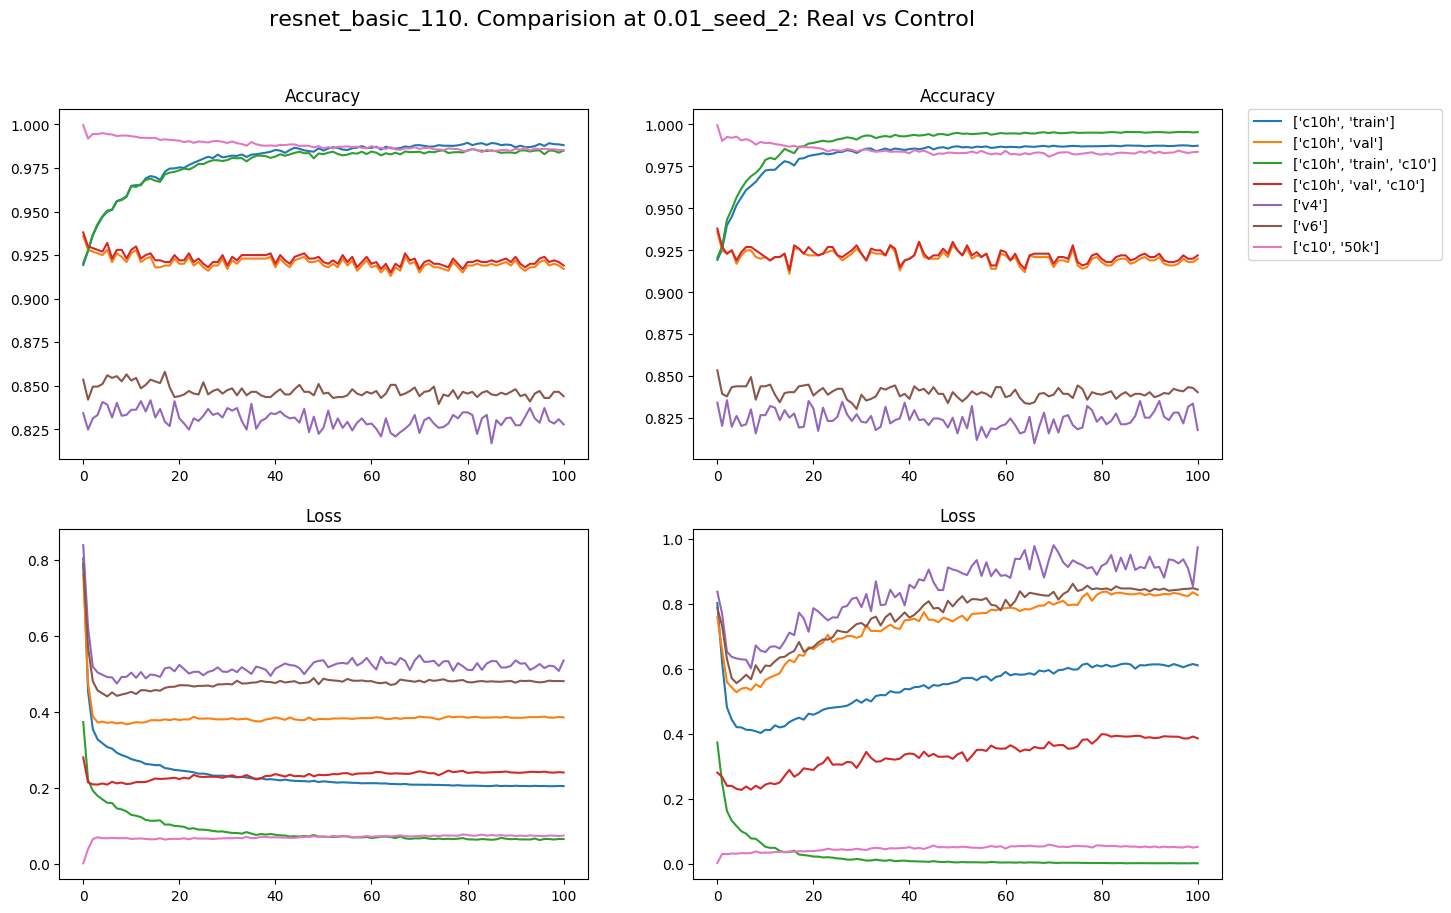 resnet_basic_110. Comparision at 0.01_seed_2: Real vs Control
Accuracy
1.000
0.975
0.950
0.925
0.900
0.875
0.850
0.825
0 20 40 60 80 100
Accuracy
1.000
0.975
0.950
0.925
0.900
0.875
0.850
0.825
0 20 40 60 80 100
['c10h', 'train']
['c10h', 'val']
['c10h', 'train', 'c10']
['c10h', 'val', 'c10']
['v4']
['v6']
['c10', '50k']
Loss
0.8
0.6
0.4
0.2
0.0
0 20 40 60 80 100
Loss
1.0
0.8
0.6
0.4
0.2
0.0
0 20 40 60 80 100